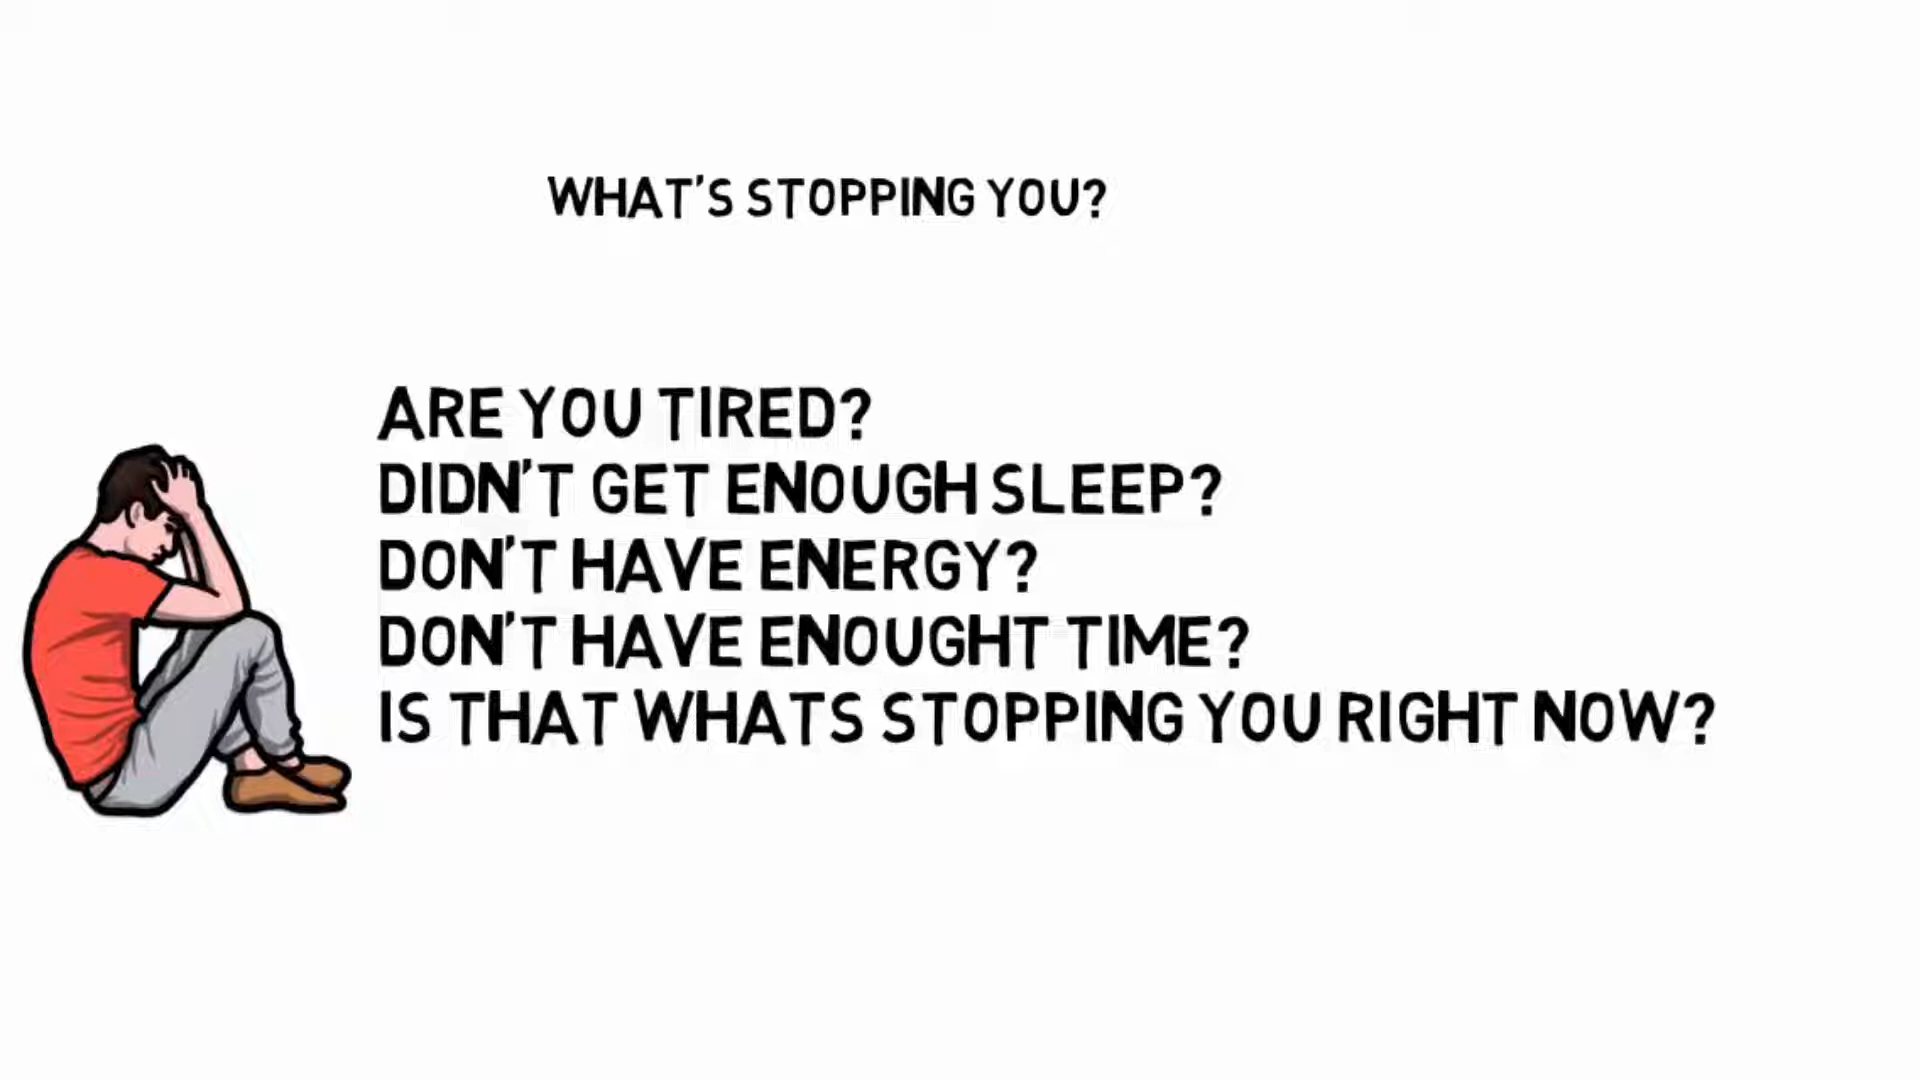 WHAT'S STOPPING YOU?
ARE YOU TIRED?
DIDN'T GET ENOUGH SLEEP?
DON'T HAVE ENERGY?
DON'T HAVE ENOUGHT TIME?
IS THAT WHATS STOPPING YOU RIGHT NOW?